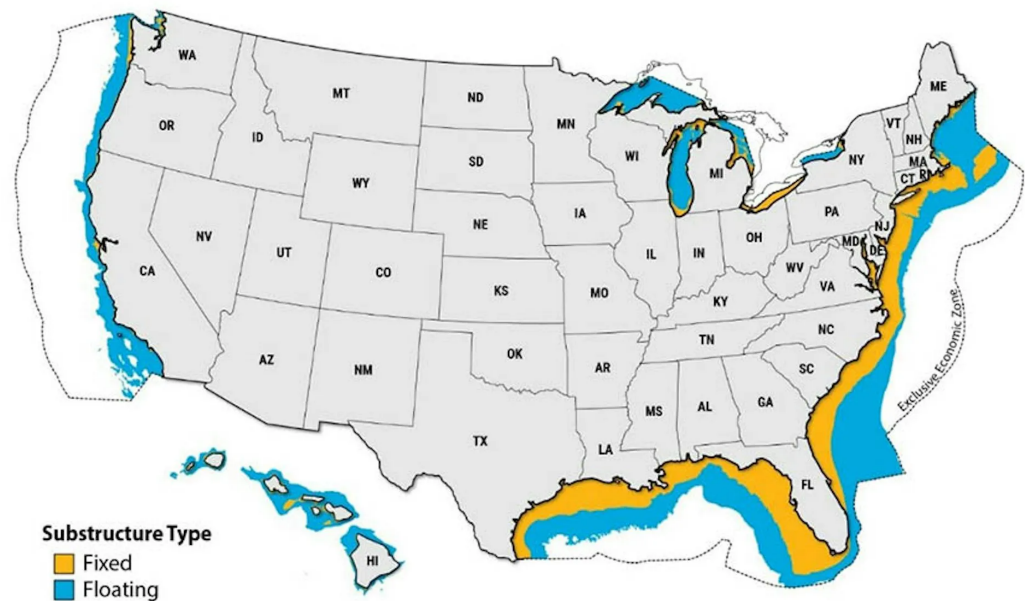 WA
MT
ND
MN
ME
VT
NH
OR
ID
SD
WI
MI
NY
MA
CT
RI
WY
IA
PA
NJ
NE
NV
UT
CO
IL
IN
OH
MD
DE
WV
VA
CA
KS
MO
KY
NC
TN
AZ
NM
OK
AR
SC
MS
AL
GA
TX
LA
FL
HI
Exclusive Economic Zone
Substructure Type
Fixed
Floating